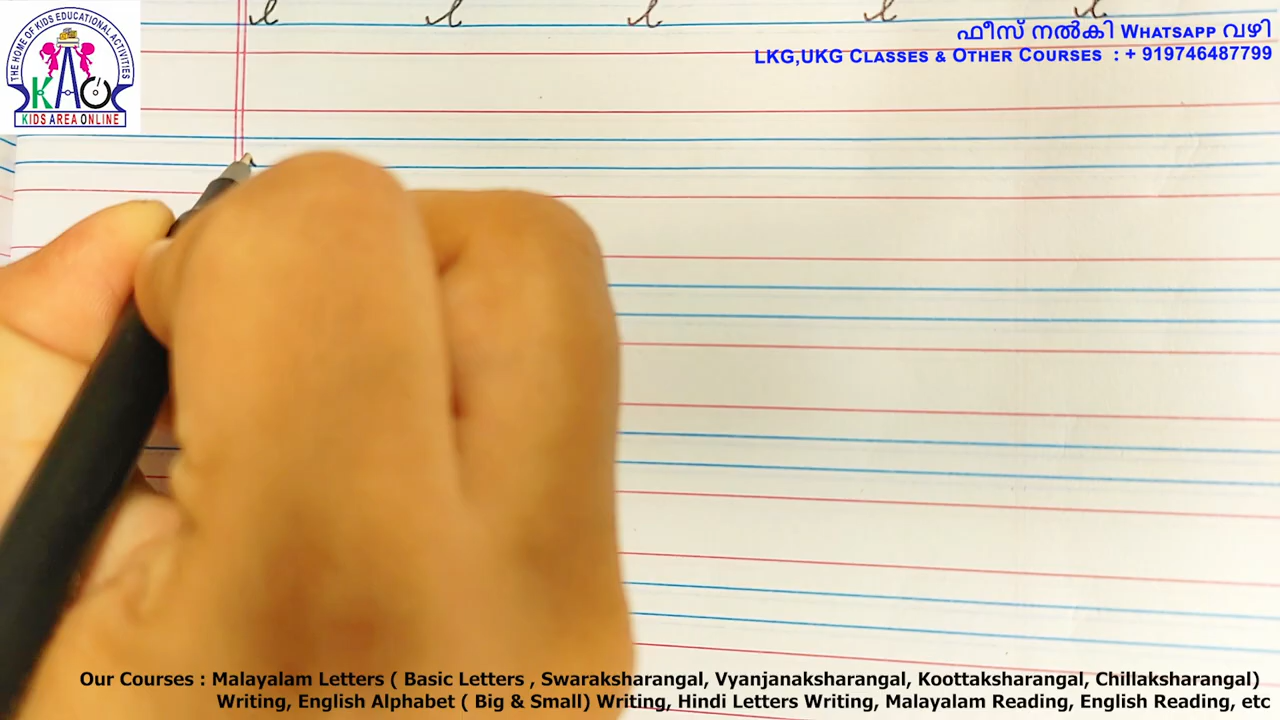 THE HOME OF KIDS EDUCATIONAL ACTIVITIES
KAO
KIDS AREA ONLINE
ഫീസ് നൽകി WHATSAPP വഴി
LKG,UKG CLASSES & OTHER COURSES : + 919746487799
Our Courses : Malayalam Letters ( Basic Letters , Swaraksharangal, Vyanjanaksharangal, Koottaksharangal, Chillaksharangal)
Writing, English Alphabet ( Big & Small) Writing, Hindi Letters Writing, Malayalam Reading, English Reading, etc